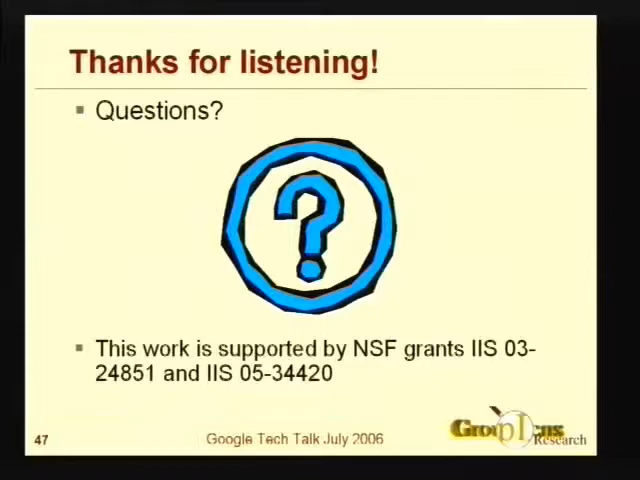 Thanks for listening!
Questions?
?
This work is supported by NSF grants IIS 03-
24851 and IIS 05-34420
47
Google Tech Talk July 2006
GroupLens
Research